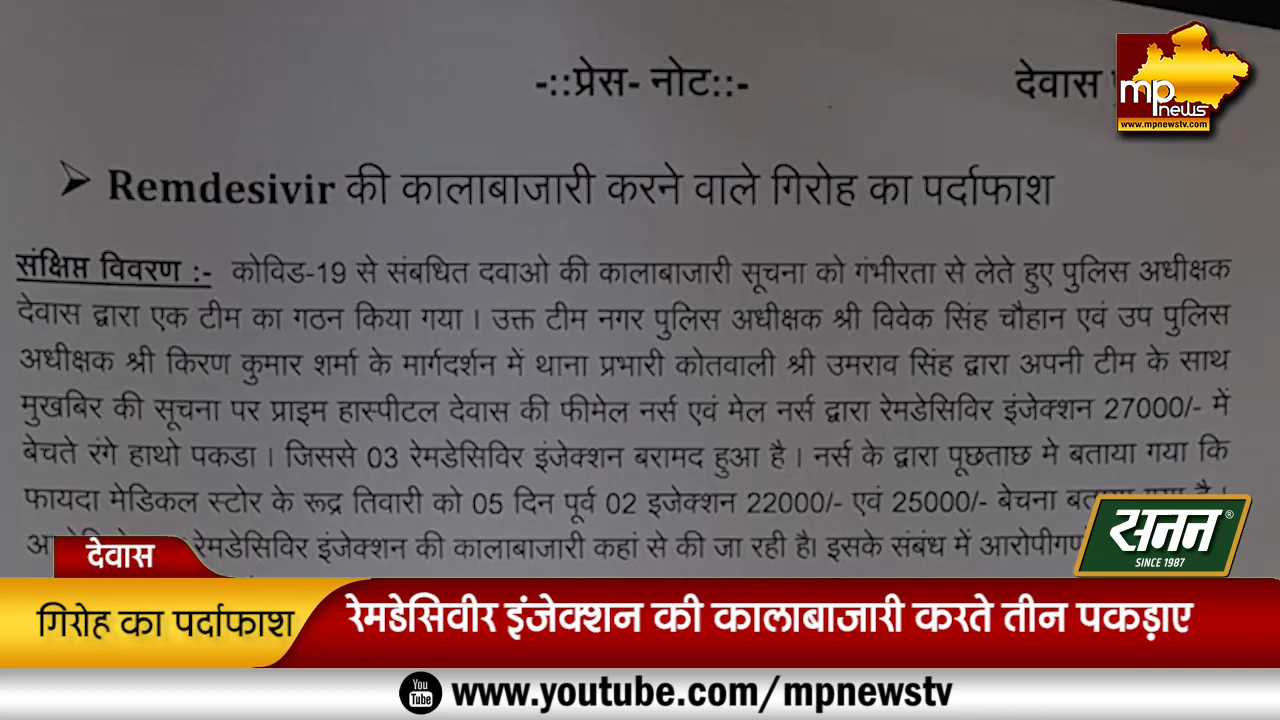 -::प्रेस- नोट::-
देवास
mp news
www.mpnewstv.com
➢ Remdesivir की कालाबाजारी करने वाले गिरोह का पर्दाफाश
संक्षिप्त विवरण :- कोविड-19 से संबधित दवाओ की कालाबाजारी सूचना को गंभीरता से लेते हुए पुलिस अधीक्षक
देवास द्वारा एक टीम का गठन किया गया । उक्त टीम नगर पुलिस अधीक्षक श्री विवेक सिंह चौहान एवं उप पुलिस
अधीक्षक श्री किरण कुमार शर्मा के मार्गदर्शन में थाना प्रभारी कोतवाली श्री उमराव सिंह द्वारा अपनी टीम के साथ
मुखबिर की सूचना पर प्राइम हास्पीटल देवास की फीमेल नर्स एवं मेल नर्स द्वारा रेमडेसिविर इंजेक्शन 27000/- में
बेचते रंगे हाथो पकडा । जिससे 03 रेमडेसिविर इंजेक्शन बरामद हुआ है । नर्स के द्वारा पूछताछ मे बताया गया कि
फायदा मेडिकल स्टोर के रूद्र तिवारी को 05 दिन पूर्व 02 इजेक्शन 22000/- एवं 25000/- बेचना
रेमडेसिविर इंजेक्शन की कालाबाजारी कहां से की जा रही है। इसके संबंध में आरोपीगण
सनन ®
SINCE 1987
देवास
गिरोह का पर्दाफाश
रेमडेसिवीर इंजेक्शन की कालाबाजारी करते तीन पकड़ाए
You Tube www.youtube.com/mpnewstv